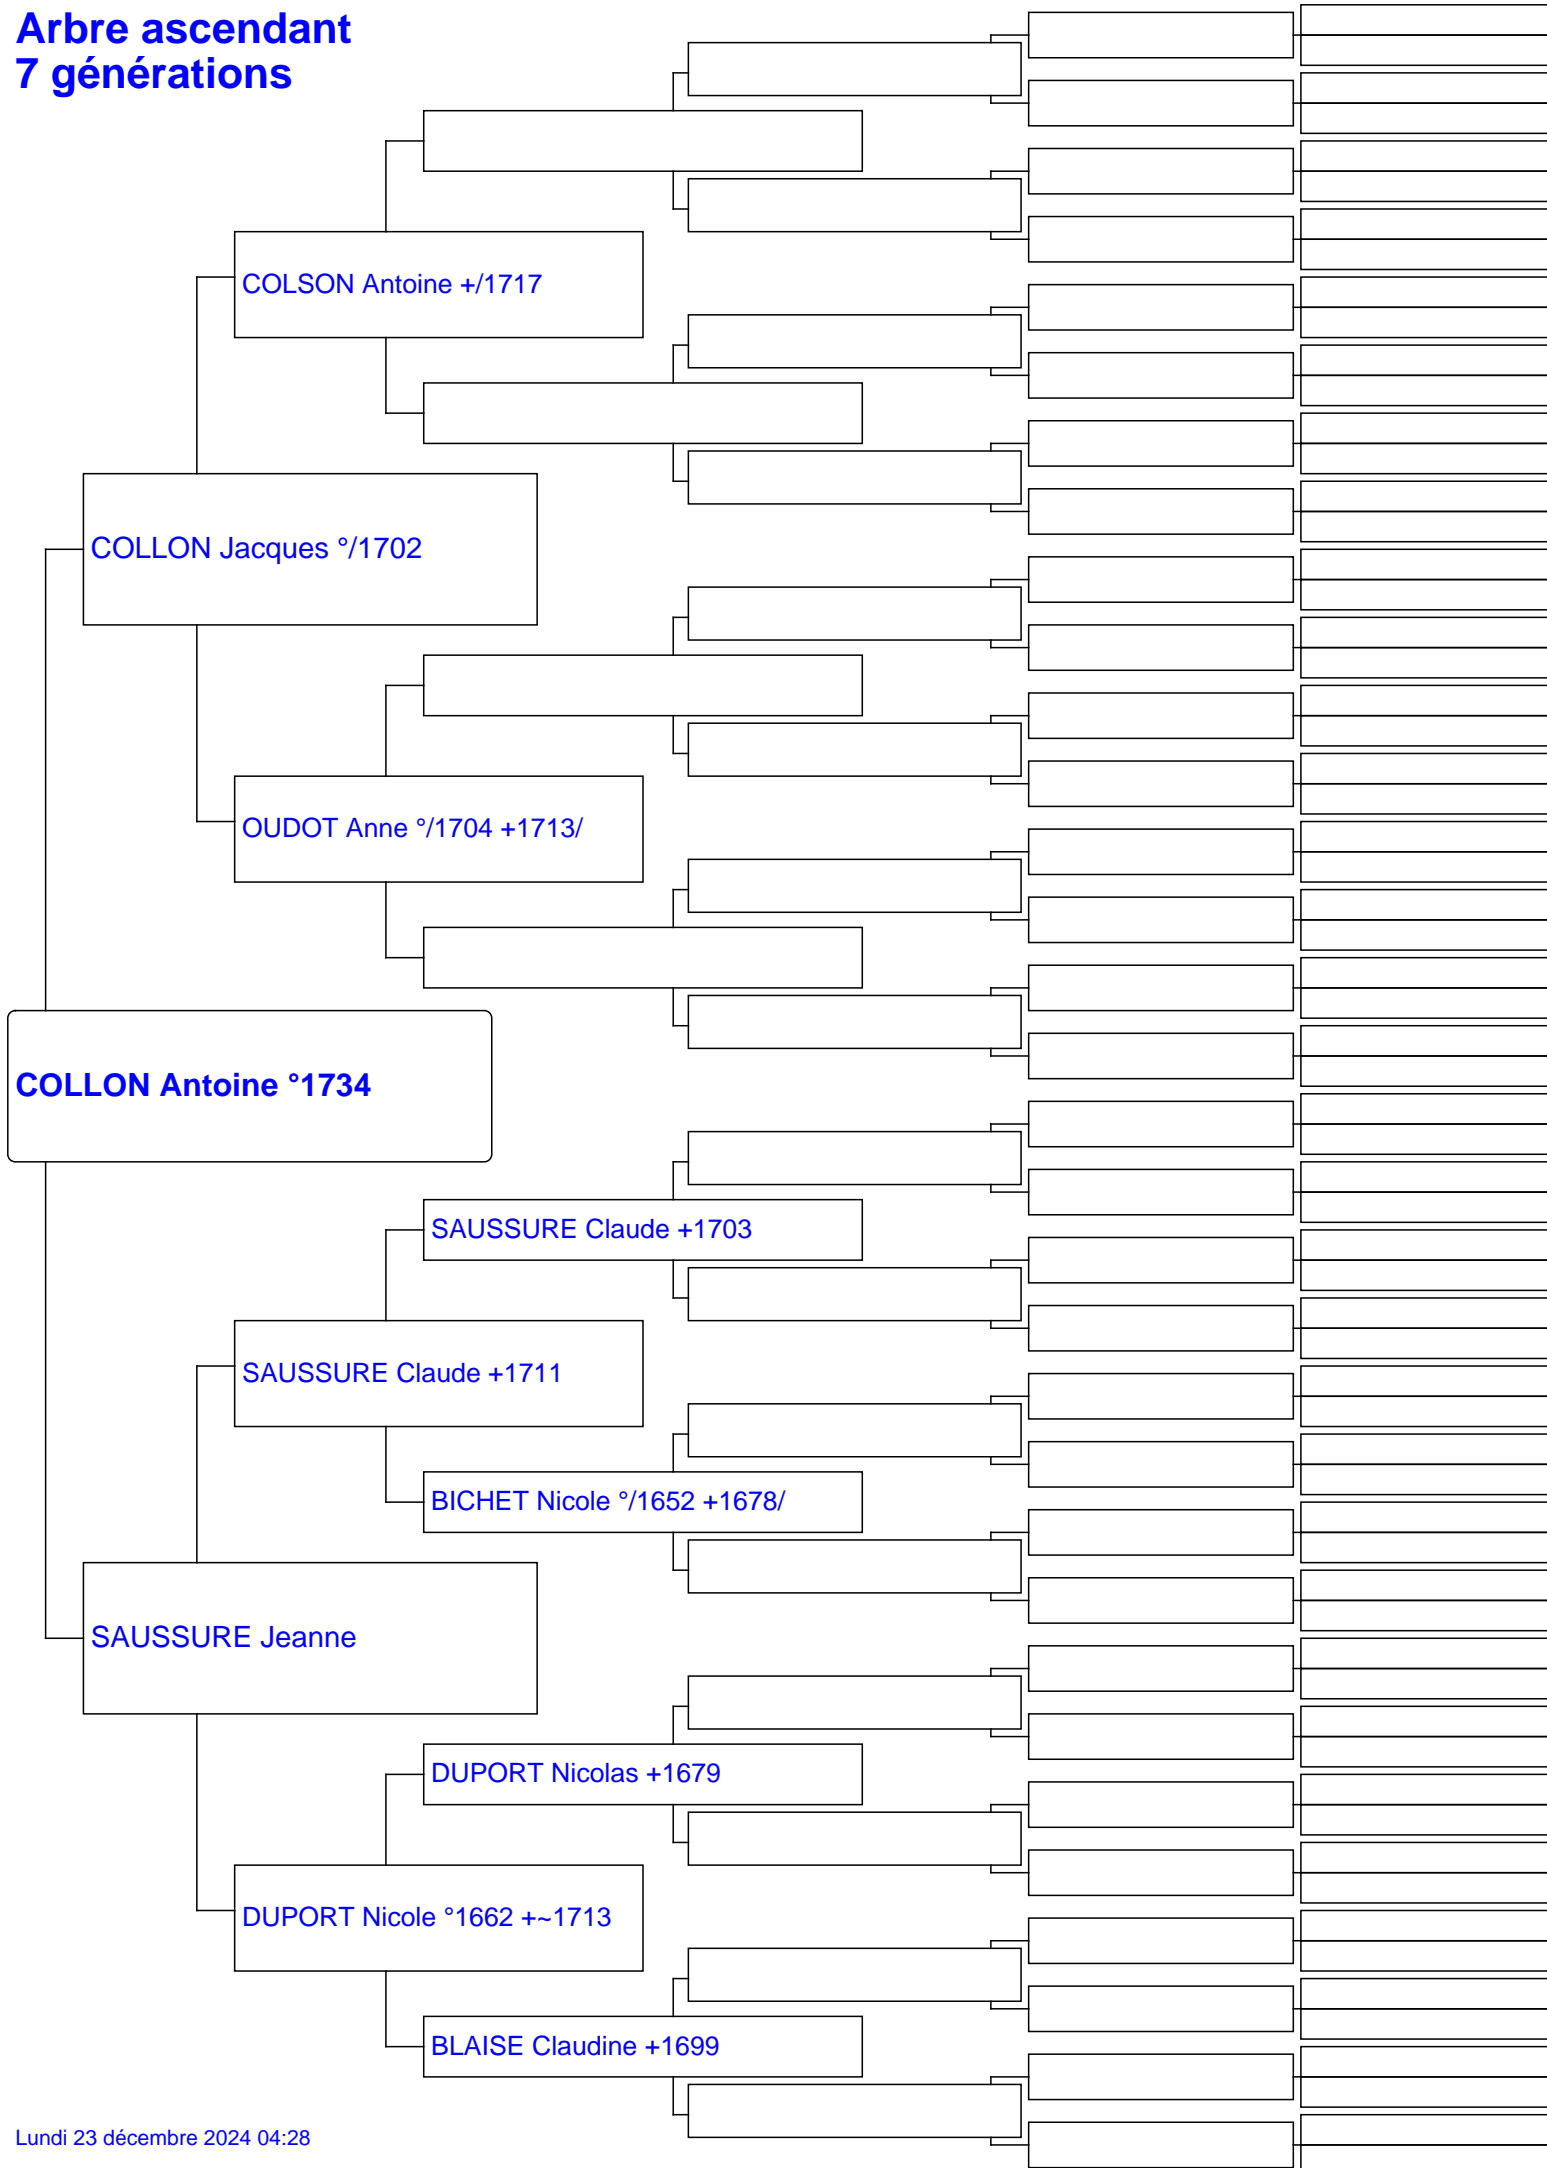 Arbre ascendant
7 générations
COLSON Antoine +/1717
COLLON Jacques °/1702
OUDOT Anne °/1704 +1713/
COLLON Antoine °1734
SAUSSURE Claude +1703
SAUSSURE Claude +1711
BICHET Nicole °/1652 +1678/
SAUSSURE Jeanne
DUPORT Nicolas +1679
DUPORT Nicole °1662 +~1713
BLAISE Claudine +1699
Lundi 23 décembre 2024 04:28